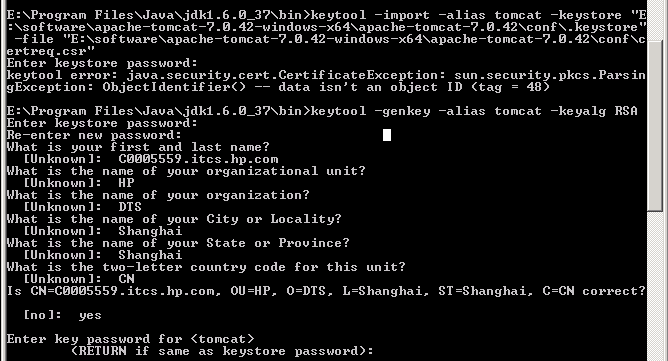 E:\Program Files\Java\jdk1.6.0_37\bin>keytool -import -alias tomcat -keystore "E
:\software\apache-tomcat-7.0.42-windows-x64\apache-tomcat-7.0.42\conf\.keystore"
-file "E:\software\apache-tomcat-7.0.42-windows-x64\apache-tomcat-7.0.42\conf\c
ertreq.csr"
Enter keystore password:
keytool error: java.security.cert.CertificateException: sun.security.pkcs.Parsin
gException: ObjectIdentifier() -- data isn't an object ID (tag = 48)
E:\Program Files\Java\jdk1.6.0_37\bin>keytool -genkey -alias tomcat -keyalg RSA
Enter keystore password:
Re-enter new password:
What is your first and last name?
[Unknown]: C0005559.itcs.hp.com
What is the name of your organizational unit?
[Unknown]: HP
What is the name of your organization?
[Unknown]: DTS
What is the name of your City or Locality?
[Unknown]: Shanghai
What is the name of your State or Province?
[Unknown]: Shanghai
What is the two-letter country code for this unit?
[Unknown]: CN
Is CN=C0005559.itcs.hp.com, OU=HP, O=DTS, L=Shanghai, ST=Shanghai, C=CN correct?
[no]: yes
Enter key password for <tomcat>
(RETURN if same as keystore password):